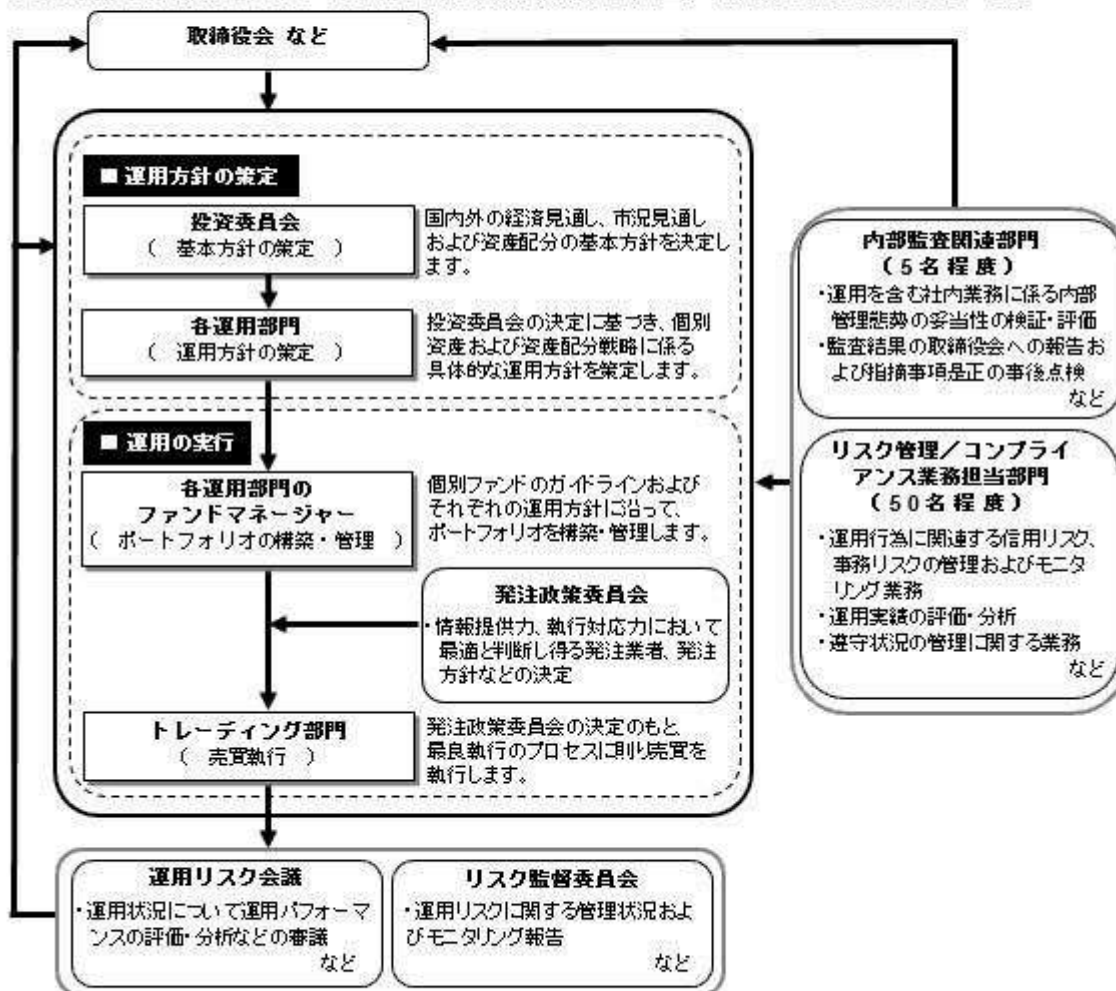 取締役会 など
■ 運用方針の策定
投資委員会
( 基本方針の策定 )
国内外の経済見通し、市況見通し
および資産配分の基本方針を決定し
ます。
各運用部門
( 運用方針の策定 )
投資委員会の決定に基づき、個別
資産および資産配分戦略に係る
具体的な運用方針を策定します。
■ 運用の実行
各運用部門の
ファンドマネージャー
( ポートフォリオの構築・管理 )
個別ファンドのガイドラインおよび
それぞれの運用方針に沿って、
ポートフォリオを構築・管理します。
発注政策委員会
・情報提供力、執行対応力において
最適と判断し得る発注業者、発注
方針などの決定
トレーディング部門
( 売買執行 )
発注政策委員会の決定のもと
最良執行のプロセスに則り売買を
執行します。
内部監査関連部門
(5名程度)
・運用を含む社内業務に係る内部
管理態勢の妥当性の検証・評価
・監査結果の取締役会への報告お
よび指摘事項是正の事後点検
など
リスク管理/コンプライ
アンス業務担当部門
(50名程度)
・運用行為に関連する信用リスク、
事務リスクの管理およびモニタ
リング業務
・運用実績の評価・分析
・遵守状況の管理に関する業務
など
運用リスク会議
・運用状況について運用パフォーマ
ンスの評価・分析などの審議
など
リスク監督委員会
・運用リスクに関する管理状況およ
びモニタリング報告
など